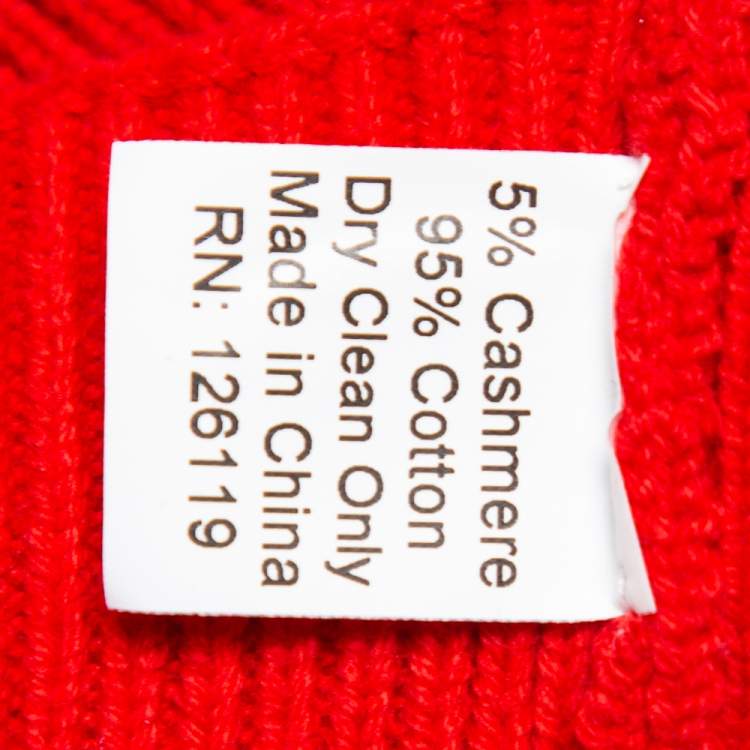 5% Cashmere
95% Cotton
Dry Clean Only
Made in China
RN: 126119